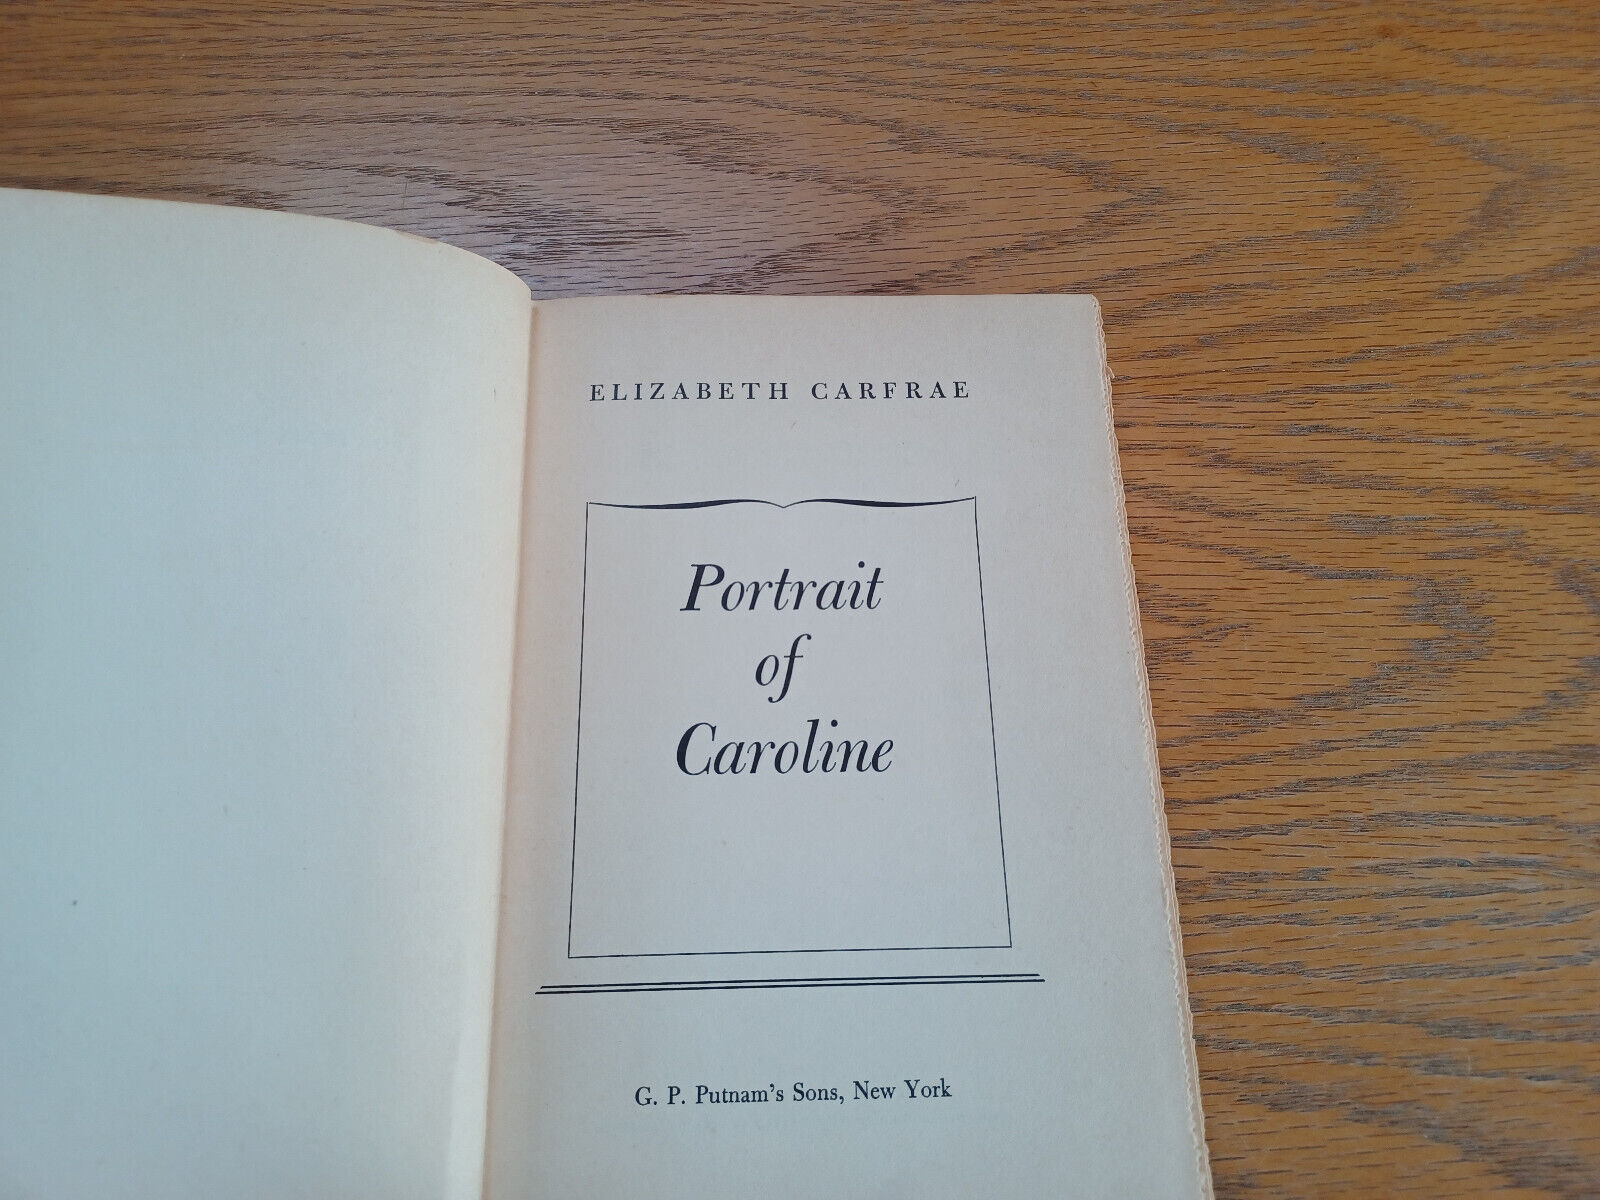 ELIZABETH CARFRAE
Portrait
of
Caroline
G. P. Putnam's Sons, New York